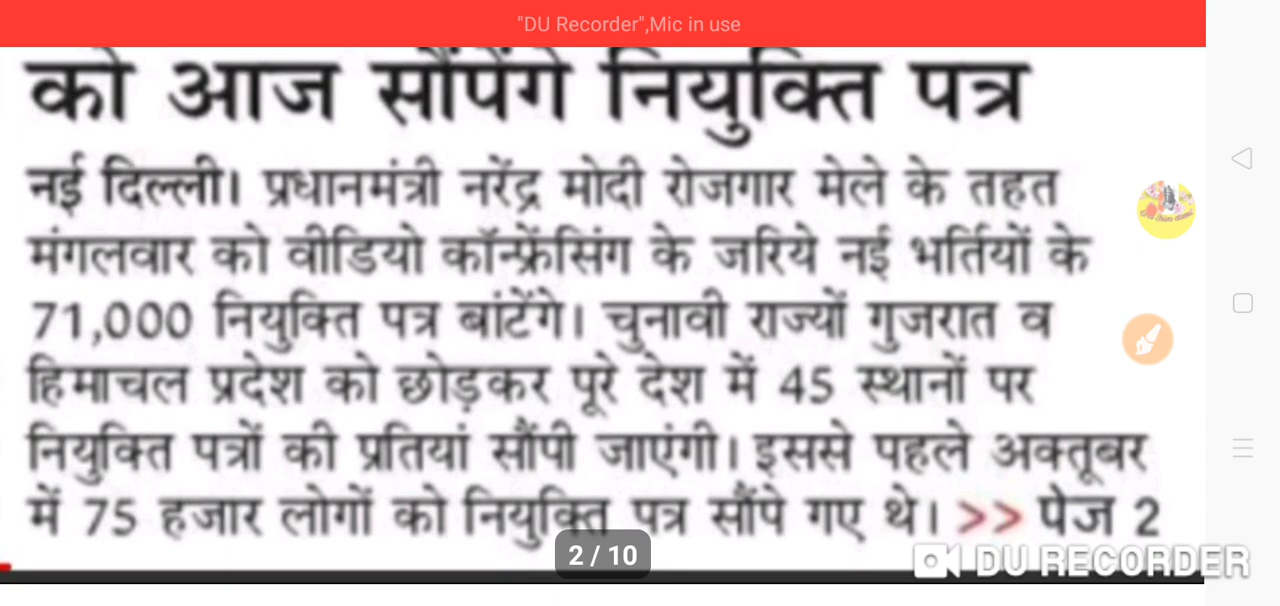 "DU Recorder",Mic in use
को आज सौंपेंगे नियुक्ति पत्र
नई दिल्ली। प्रधानमंत्री नरेंद्र मोदी रोजगार मेले के तहत
मंगलवार को वीडियो कॉन्फ्रेंसिंग के जरिये नई भर्तियों के
71,000 नियुक्ति पत्र बांटेंगे। चुनावी राज्यों गुजरात व
हिमाचल प्रदेश को छोड़कर पूरे देश में 45 स्थानों पर
नियुक्ति पत्रों की प्रतियां सौंपी जाएंगी। इससे पहले अक्तूबर
में 75 हजार लोगों को नियुक्ति पत्र सौंपे गए थे। >> पेज 2
2 / 10
DU RECORDER